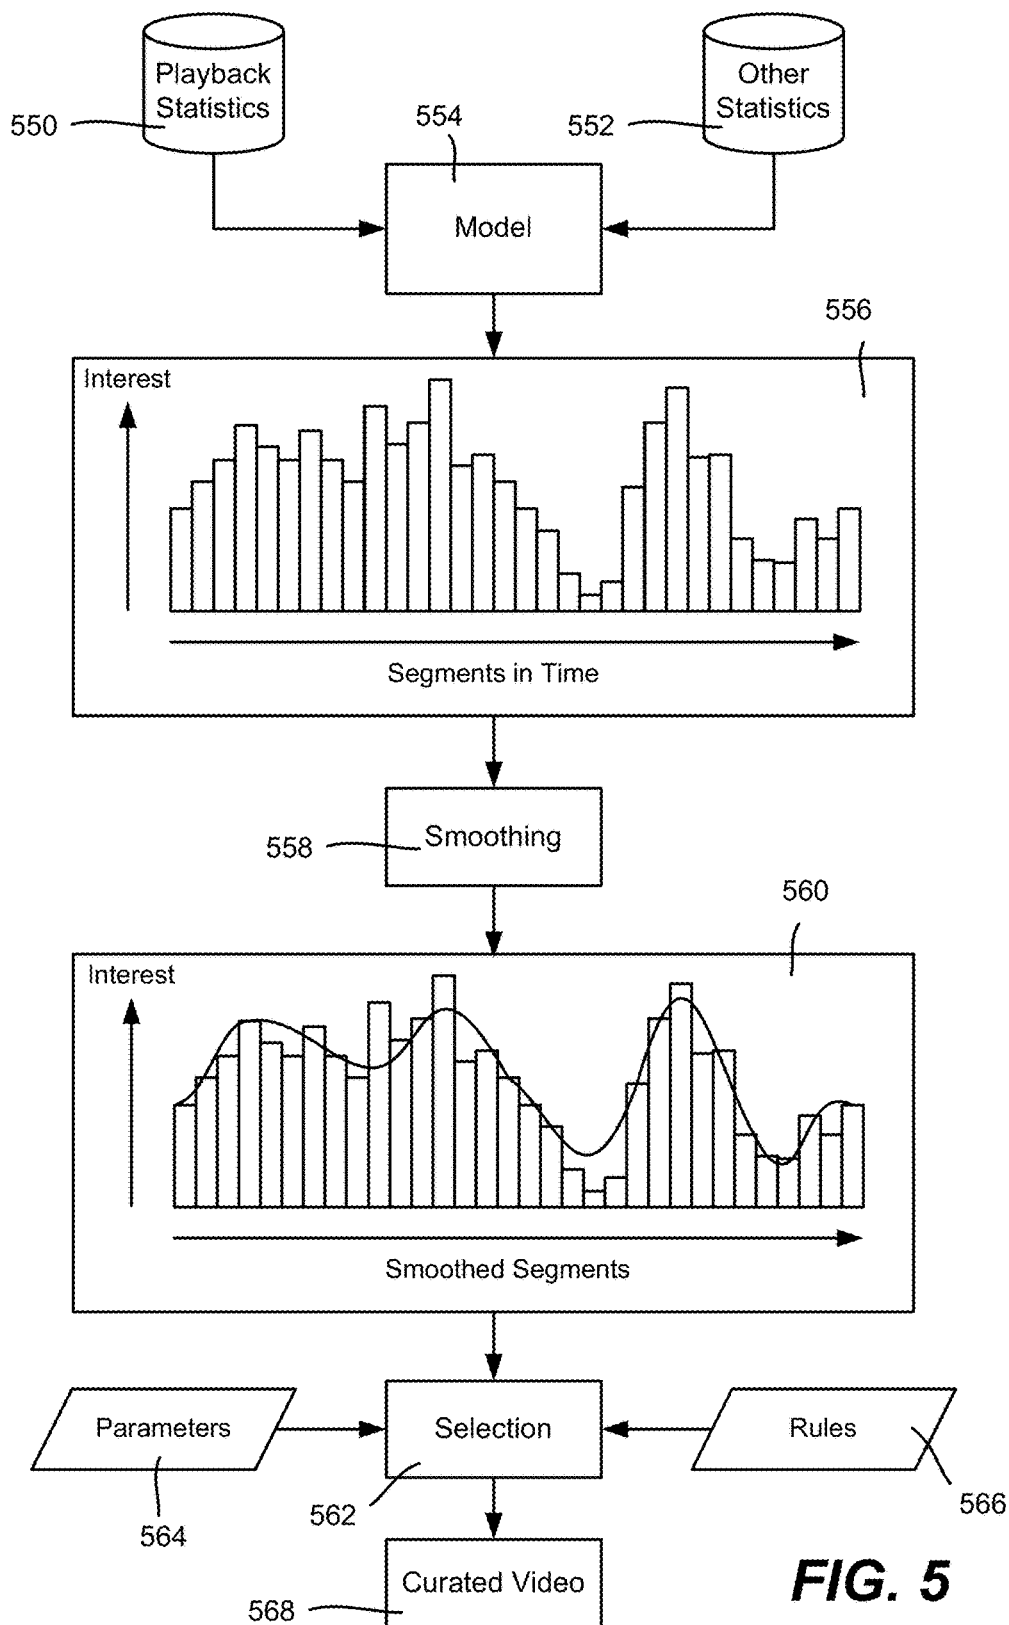 Playback
Statistics
550
Other
Statistics
552
554
Model
556
Interest
Segments in Time
558
Smoothing
560
Interest
Smoothed Segments
Parameters
564
Selection
562
Rules
566
Curated Video
568
FIG. 5